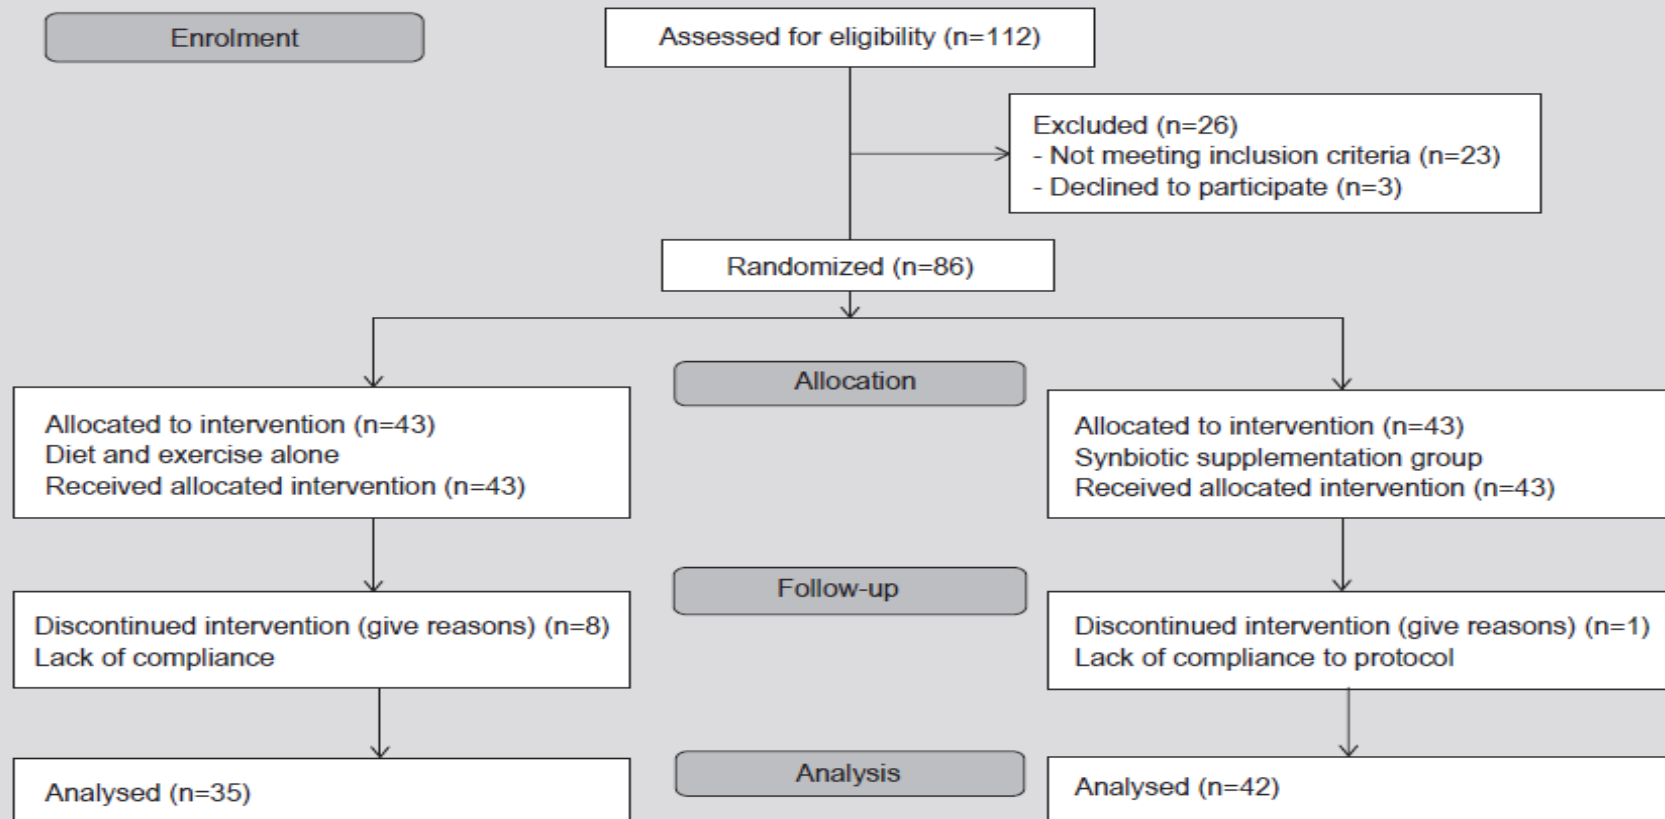 Enrolment
Assessed for eligibility (n=112)
Excluded (n=26)
- Not meeting inclusion criteria (n=23)
- Declined to participate (n=3)
Randomized (n=86)
Allocation
Allocated to intervention (n=43)
Diet and exercise alone
Received allocated intervention (n=43)
Allocated to intervention (n=43)
Synbiotic supplementation group
Received allocated intervention (n=43)
Follow-up
Discontinued intervention (give reasons) (n=8)
Lack of compliance
Discontinued intervention (give reasons) (n=1)
Lack of compliance to protocol
Analysis
Analysed (n=35)
Analysed (n=42)